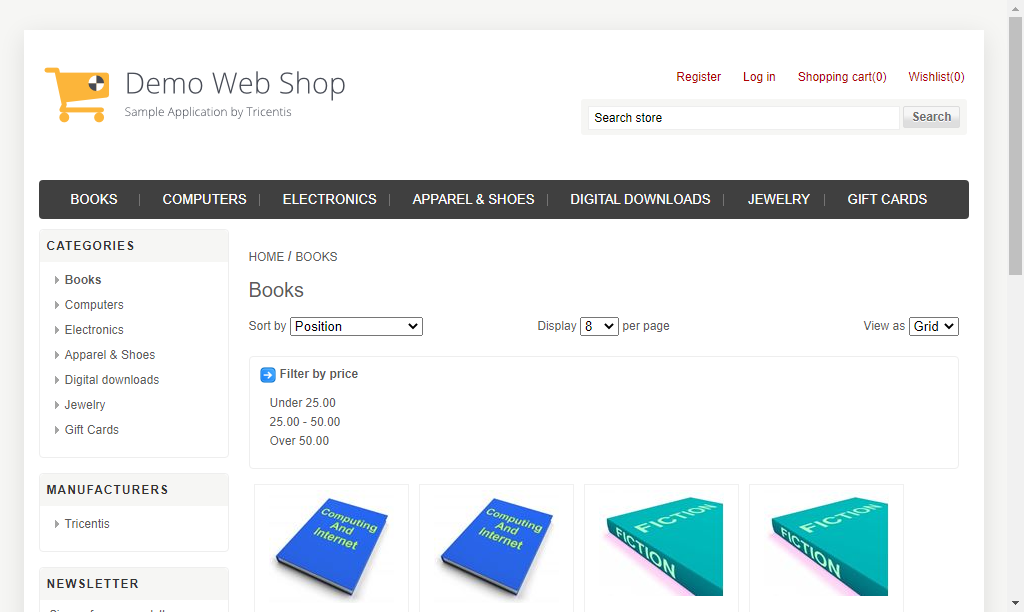 Demo Web Shop
Sample Application by Tricentis
Register Log in Shopping cart(0) Wishlist(0)
Search store Search
BOOKS COMPUTERS ELECTRONICS APPAREL & SHOES DIGITAL DOWNLOADS JEWELRY GIFT CARDS
CATEGORIES
Books
Computers
Electronics
Apparel & Shoes
Digital downloads
Jewelry
Gift Cards
MANUFACTURERS
Tricentis
NEWSLETTER
HOME / BOOKS
Books
Sort by Position Display 8 per page View as Grid
Filter by price
Under 25.00
25.00 - 50.00
Over 50.00
Computing
And
Internet
Computing
And
Internet
FICTION
FICTION
FICTION
FICTION